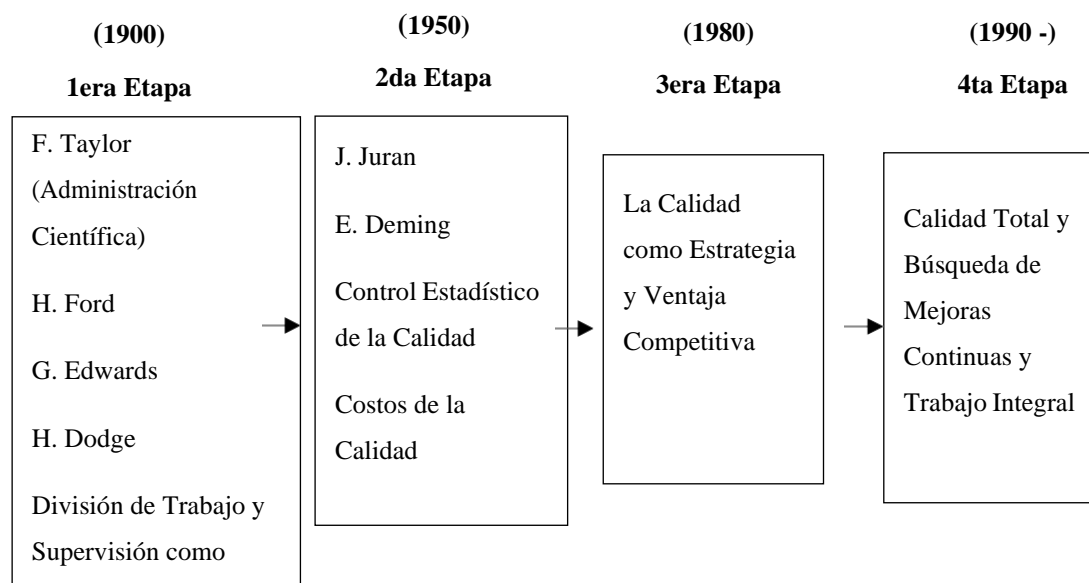 (1900)
1era Etapa
F. Taylor
(Administración
Científica)
H. Ford
G. Edwards
H. Dodge
División de Trabajo y
Supervisión como
(1950)
2da Etapa
J. Juran
E. Deming
Control Estadístico
de la Calidad
Costos de la
Calidad
(1980)
3era Etapa
La Calidad
como Estrategia
y Ventaja
Competitiva
(1990 -)
4ta Etapa
Calidad Total y
Búsqueda de
Mejoras
Continuas y
Trabajo Integral